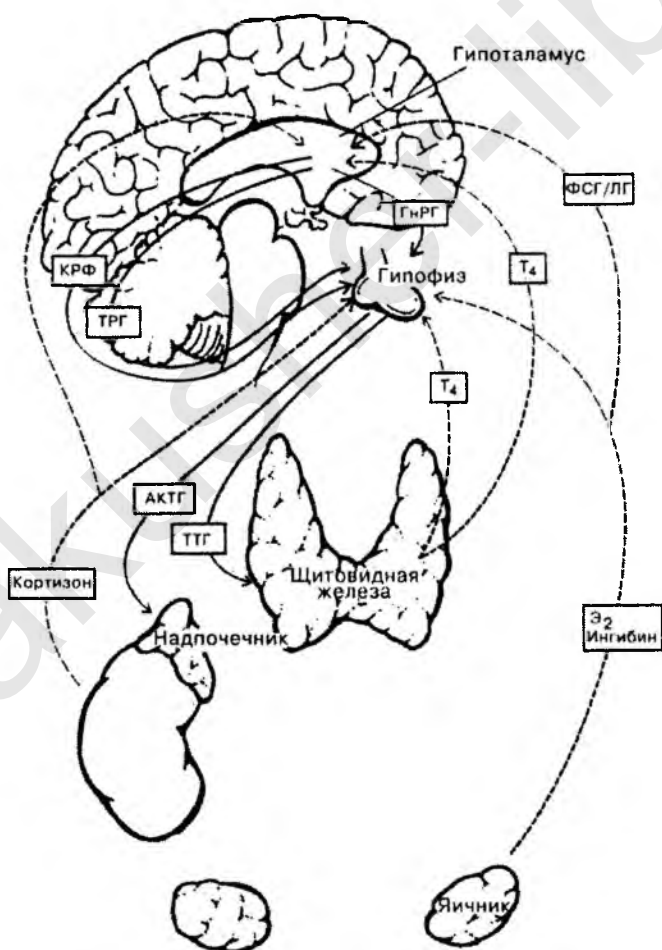 Гипоталамус
ФСГ/ЛГ
ГнРГ
КРФ
Т4
Гипофиз
ТРГ
Т4
АКТГ
ТТГ
Кортизон
Щитовидная
железа
Надпочечник
Э2
Ингибин
Яичник